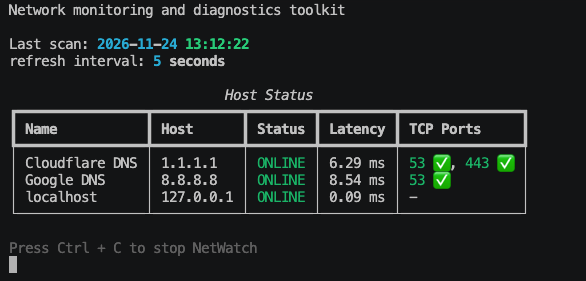 Network monitoring and diagnostics toolkit
Last scan: 2026-11-24 13:12:22
refresh interval: 5 seconds
Host Status
Name Host Status Latency TCP Ports
Cloudflare DNS 1.1.1.1 ONLINE 6.29 ms 53 ✅, 443 ✅
Google DNS 8.8.8.8 ONLINE 8.54 ms 53 ✅
localhost 127.0.0.1 ONLINE 0.09 ms –
Press Ctrl + C to stop NetWatch